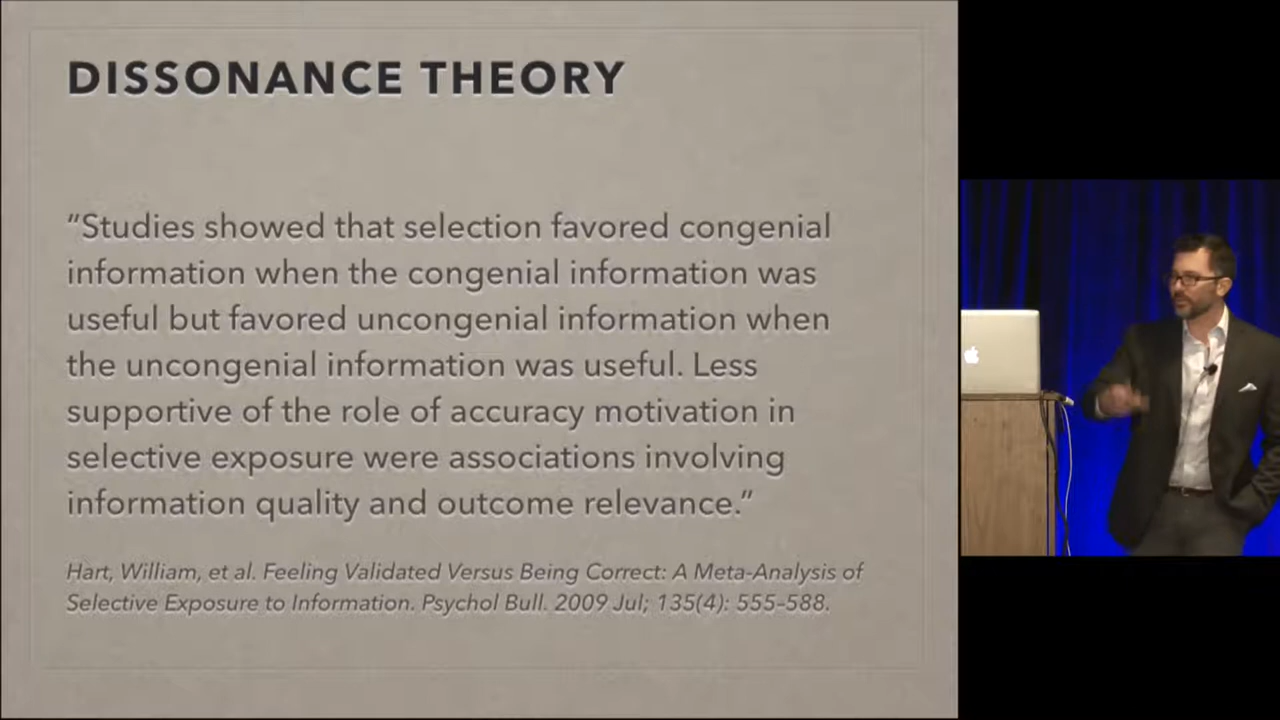 DISSONANCE THEORY
"Studies showed that selection favored congenial
information when the congenial information was
useful but favored uncongenial information when
the uncongenial information was useful. Less
supportive of the role of accuracy motivation in
selective exposure were associations involving
information quality and outcome relevance."
Hart, William, et al. Feeling Validated Versus Being Correct: A Meta-Analysis of
Selective Exposure to Information. Psychol Bull. 2009 Jul; 135(4): 555–588.